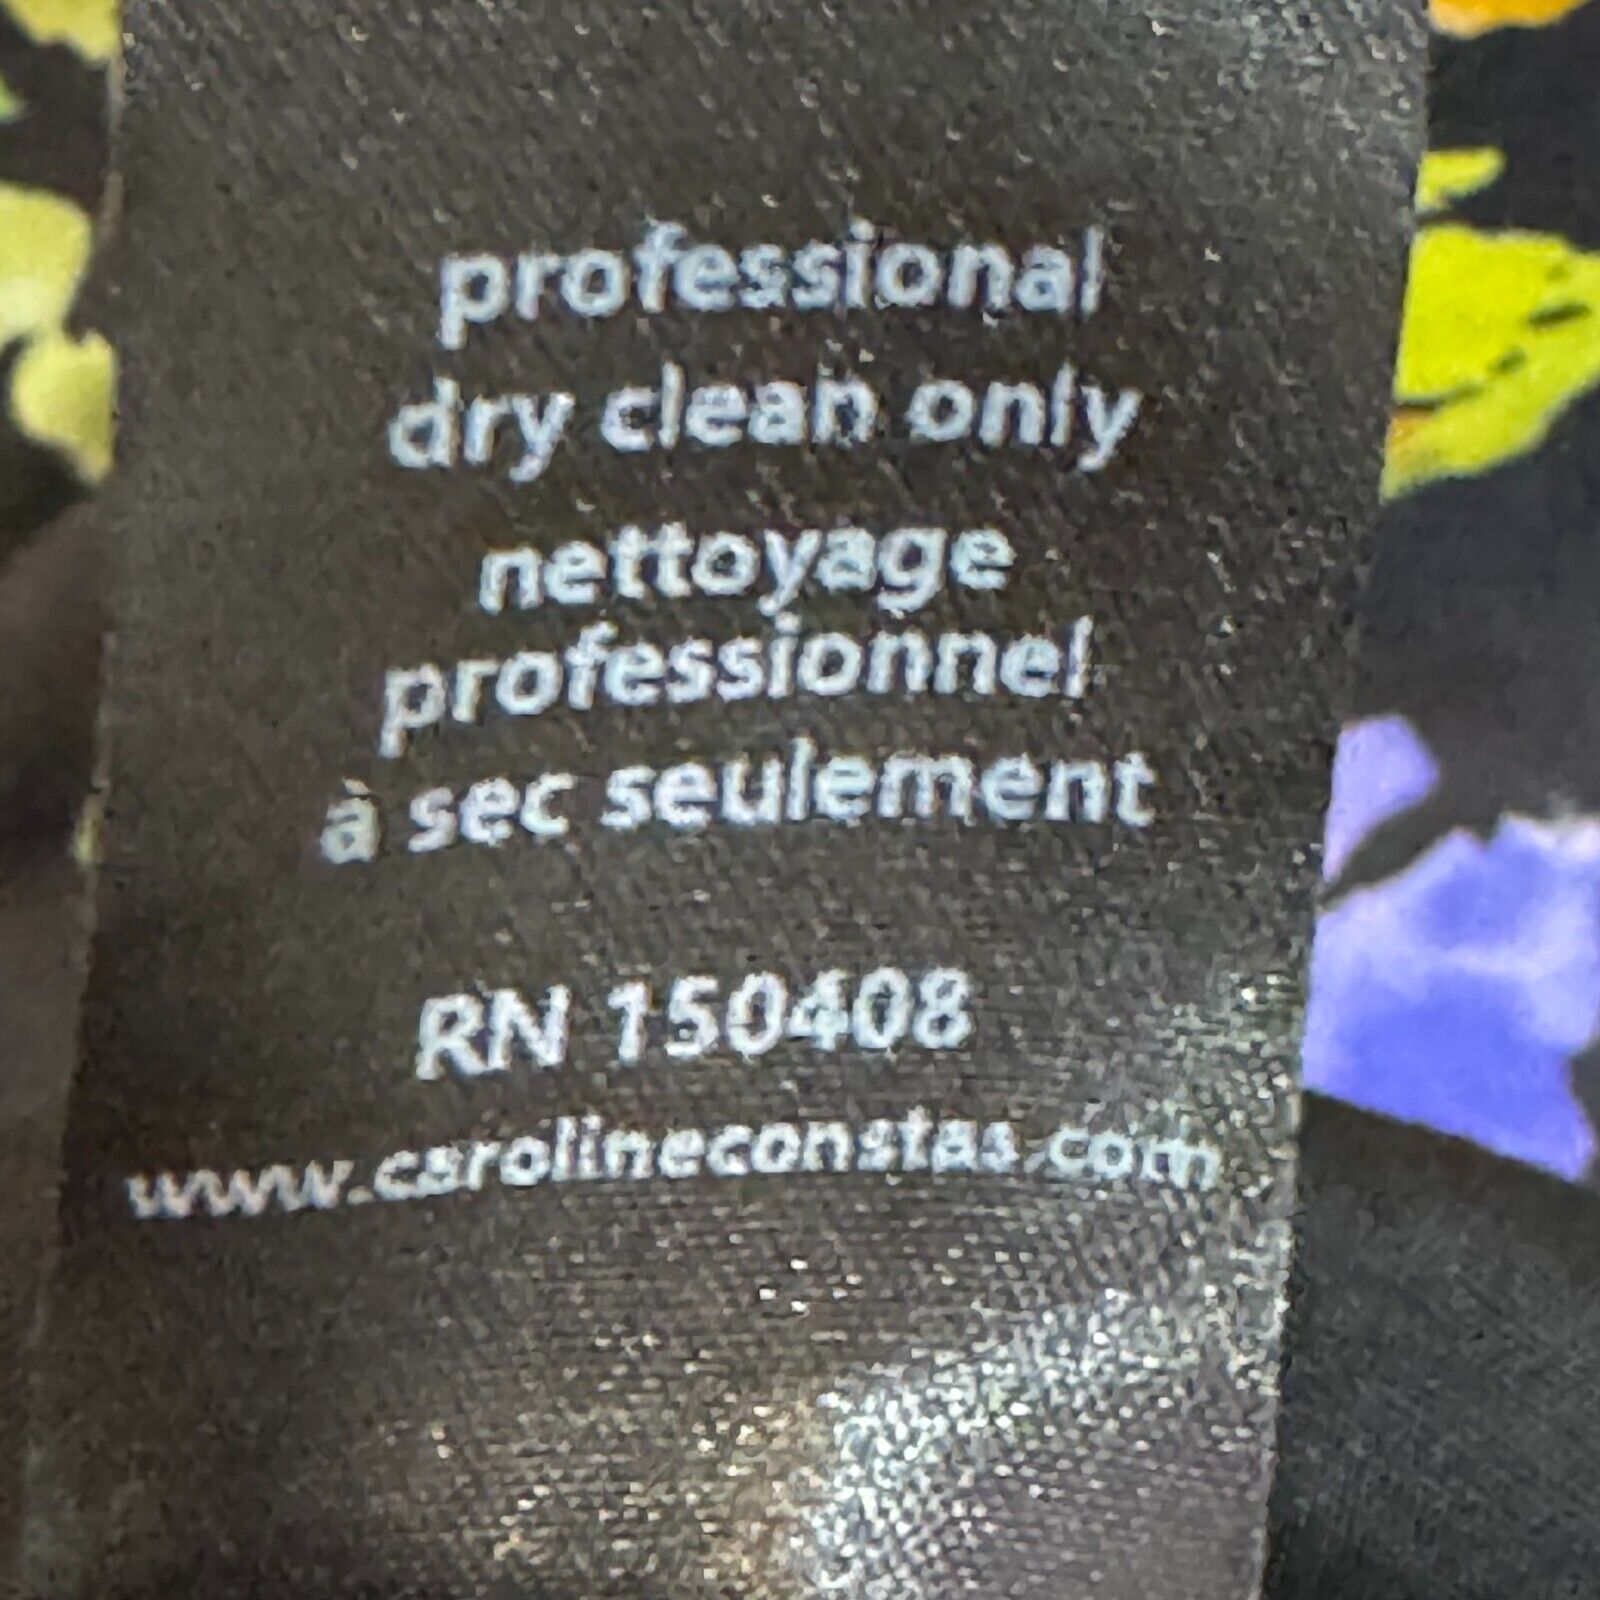 professional
dry clean only
nettoyage
professionnel
à sec seulement
RN 150408
www.carolineconstas.com